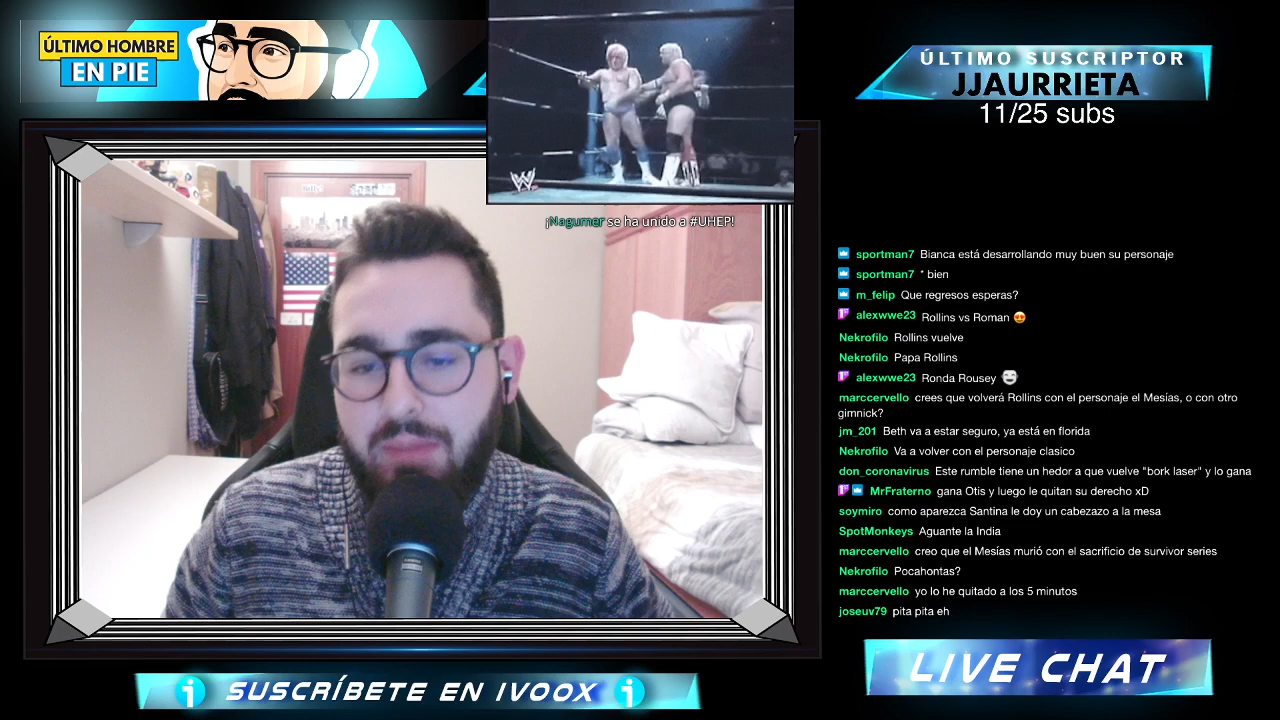 ÚLTIMO HOMBRE
EN PIE
W
¡Nagumer se ha unido a #UHEP!
ÚLTIMO SUSCRIPTOR
JJAURRIETA
11/25 subs
sportman7 Bianca está desarrollando muy buen su personaje
sportman7 * bien
m_felip Que regresos esperas?
alexwwe23 Rollins vs Roman 😍
Nekrofilo Rollins vuelve
Nekrofilo Papa Rollins
alexwwe23 Ronda Rousey
marccervello crees que volverá Rollins con el personaje el Mesías, o con otro
gimnick?
jm_201 Beth va a estar seguro, ya está en florida
Nekrofilo Va a volver con el personaje clasico
don_coronavirus Este rumble tiene un hedor a que vuelve "bork laser" y lo gana
MrFraterno gana Otis y luego le quitan su derecho xD
soymiro como aparezca Santina le doy un cabezazo a la mesa
SpotMonkeys Aguante la India
marccervello creo que el Mesías murió con el sacrificio de survivor series
Nekrofilo Pocahontas?
marccervello yo lo he quitado a los 5 minutos
joseuv79 pita pita eh
LIVE CHAT
i SUSCRÍBETE EN IVOOX i